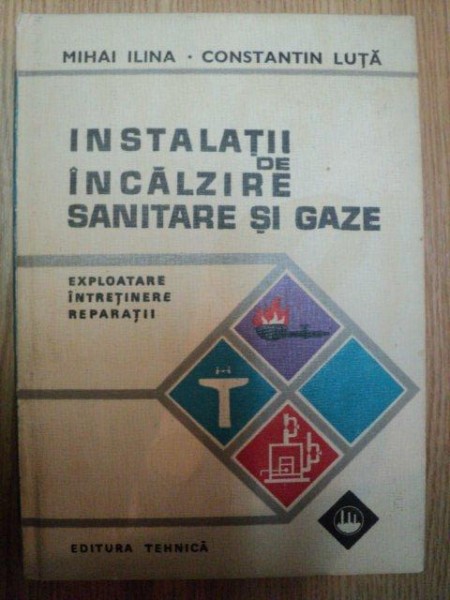 MIHAI ILINA · CONSTANTIN LUȚĂ
INSTALAȚII
DE
ÎNCĂLZIRE
SANITARE ȘI GAZE
EXPLOATARE
ÎNTREȚINERE
REPARAȚII
EDITURA TEHNICĂ